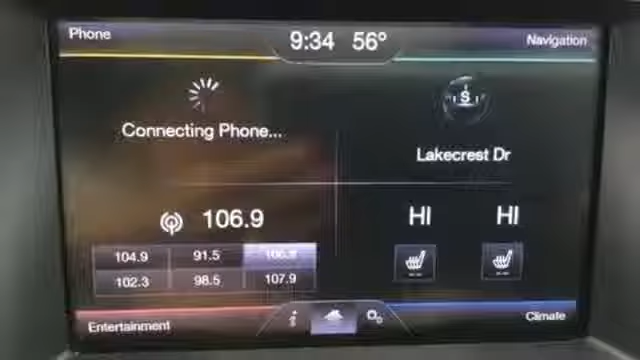 Phone
9:34 56°
Navigation
Connecting Phone...
S
Lakecrest Dr
106.9
104.9 91.5 106.9
102.3 98.5 107.9
HI HI
Entertainment
i
Climate